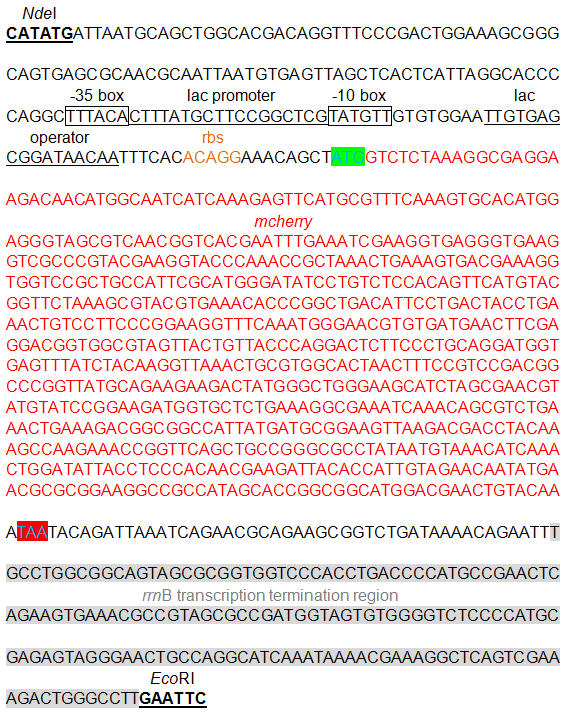 NdeI
CATATGATTAATGCAGCTGGCACGACAGGTTTCCCGACTGGAAAGCGGG
CAGTGAGCGCAACGCAATTAATGTGAGTTAGCTCACTCATTAGGCACCC
-35 box lac promoter -10 box
CAGGCTTTACACTTTATGCTTCCGGCTCGTATGTTGTGTGGAATTGTGAG
lac operator
CGGATAACAATTTCACACAGGAAACAGCTATGGTCTCTAAAGGCGAGGA
rbs
AGACAACATGGCAATCATCAAAGAGTTCATGCGTTTCAAAGTGCACATGG
mcherry
AGGGTAGCGTCAACGGTCACGAATTTGAAATCGAAGGTGAGGGTGAAG
GTCGCCCGTACGAAGGTACCCAAACCGCTAAACTGAAAGTGACGAAAGG
TGGTCCGCTGCCATTCGCATGGGATATCCTGTCTCCACAGTTCATGTAC
GGTTCTAAAGCGTACGTGAAACACCCGGCTGACATTCCTGACTACCTGA
AACTGTCCTTCCCGGAAGGTTTCAAATGGGAACGTGTGATGAACTTCGA
GGACGGTGGCGTAGTTACTGTTACCCAGGACTCTTCCCTGCAGGATGGT
GAGTTTATCTACAAGGTTAAACTGCGTGGCACTAACTTTCCGTCCGACGG
CCCGGTTATGCAGAAGAAGACTATGGGCTGGGAAGCATCTAGCGAACGT
ATGTATCCGGAAGATGGTGCTCTGAAAGGCGAAATCAAACAGCGTCTGA
AACTGAAAGACGGCGGCCATTATGATGCGGAAGTTAAGACGACCTACAA
AGCCAAGAAACCGGTTCAGCTGCCGGGCGCCTATAATGTAAACATCAAA
CTGGATATTACCTCCCACAACGAAGATTACACCATTGTAGAACAATATGA
ACGCGCGGAAGGCCGCCATAGCACCGGCGGCATGGACGAACTGTACAA
ATAATACAGATTAAATCAGAACGCAGAAGCGGTCTGATAAAACAGAATTT
GCCTGGCGGCAGTAGCGCGGTGGTCCCACCTGACCCCATGCCGAACTC
rrnB transcription termination region
AGAAGTGAAACGCCGTAGCGCCGATGGTAGTGTGGGGTCTCCCCATGC
GAGAGTAGGGAACTGCCAGGCATCAAATAAAACGAAAGGCTCAGTCGAA
EcoRI
AGACTGGGCCTTGAATTC